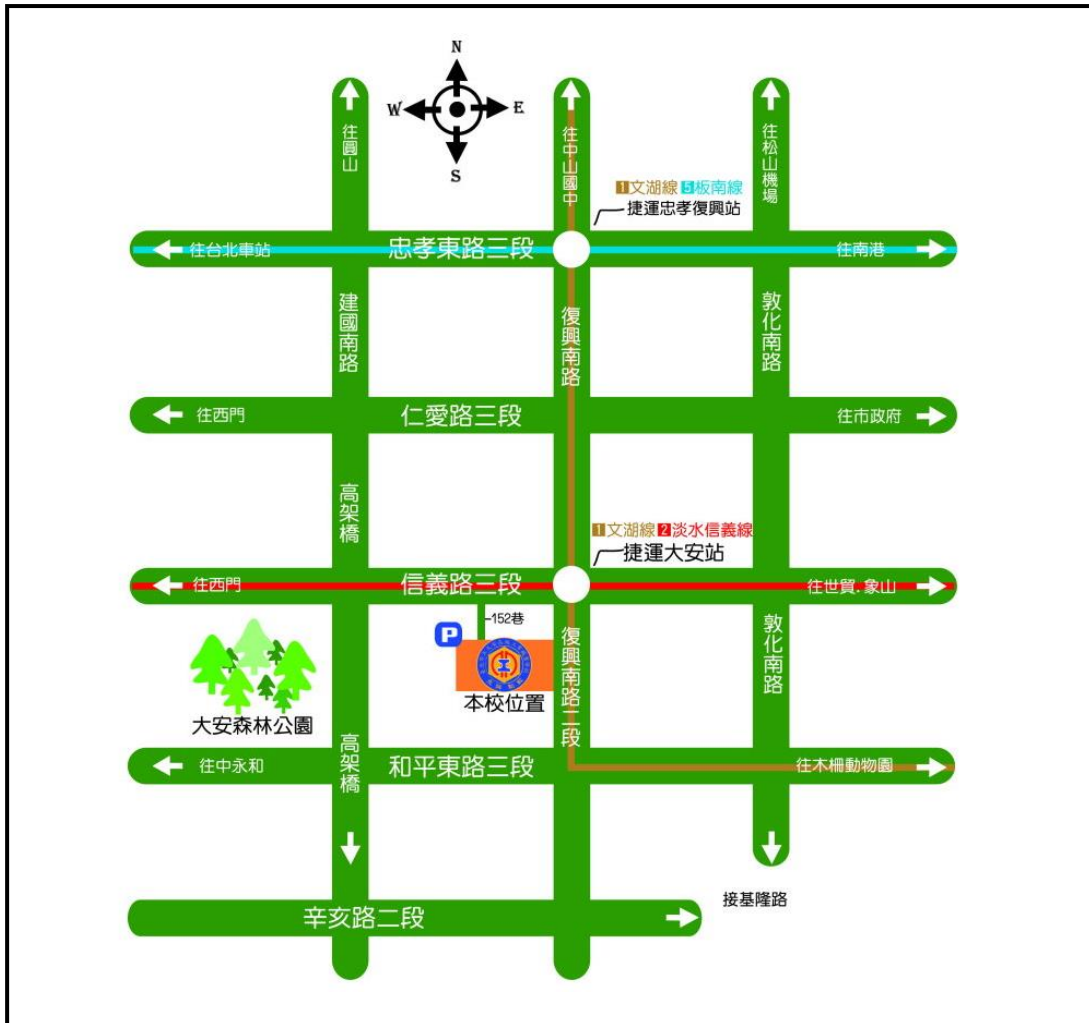 N
W
E
S
往圓山
往中山國中
往松山機場
1文湖線 5板南線
捷運忠孝復興站
往台北車站
忠孝東路三段
往南港
建國南路
復興南路
敦化南路
往西門
仁愛路三段
往市政府
高架橋
1文湖線 2淡水信義線
捷運大安站
往西門
信義路三段
往世貿.象山
152巷
P
復興南路二段
敦化南路
本校位置
大安森林公園
高架橋
往中永和
和平東路三段
往木柵動物園
接基隆路
辛亥路二段